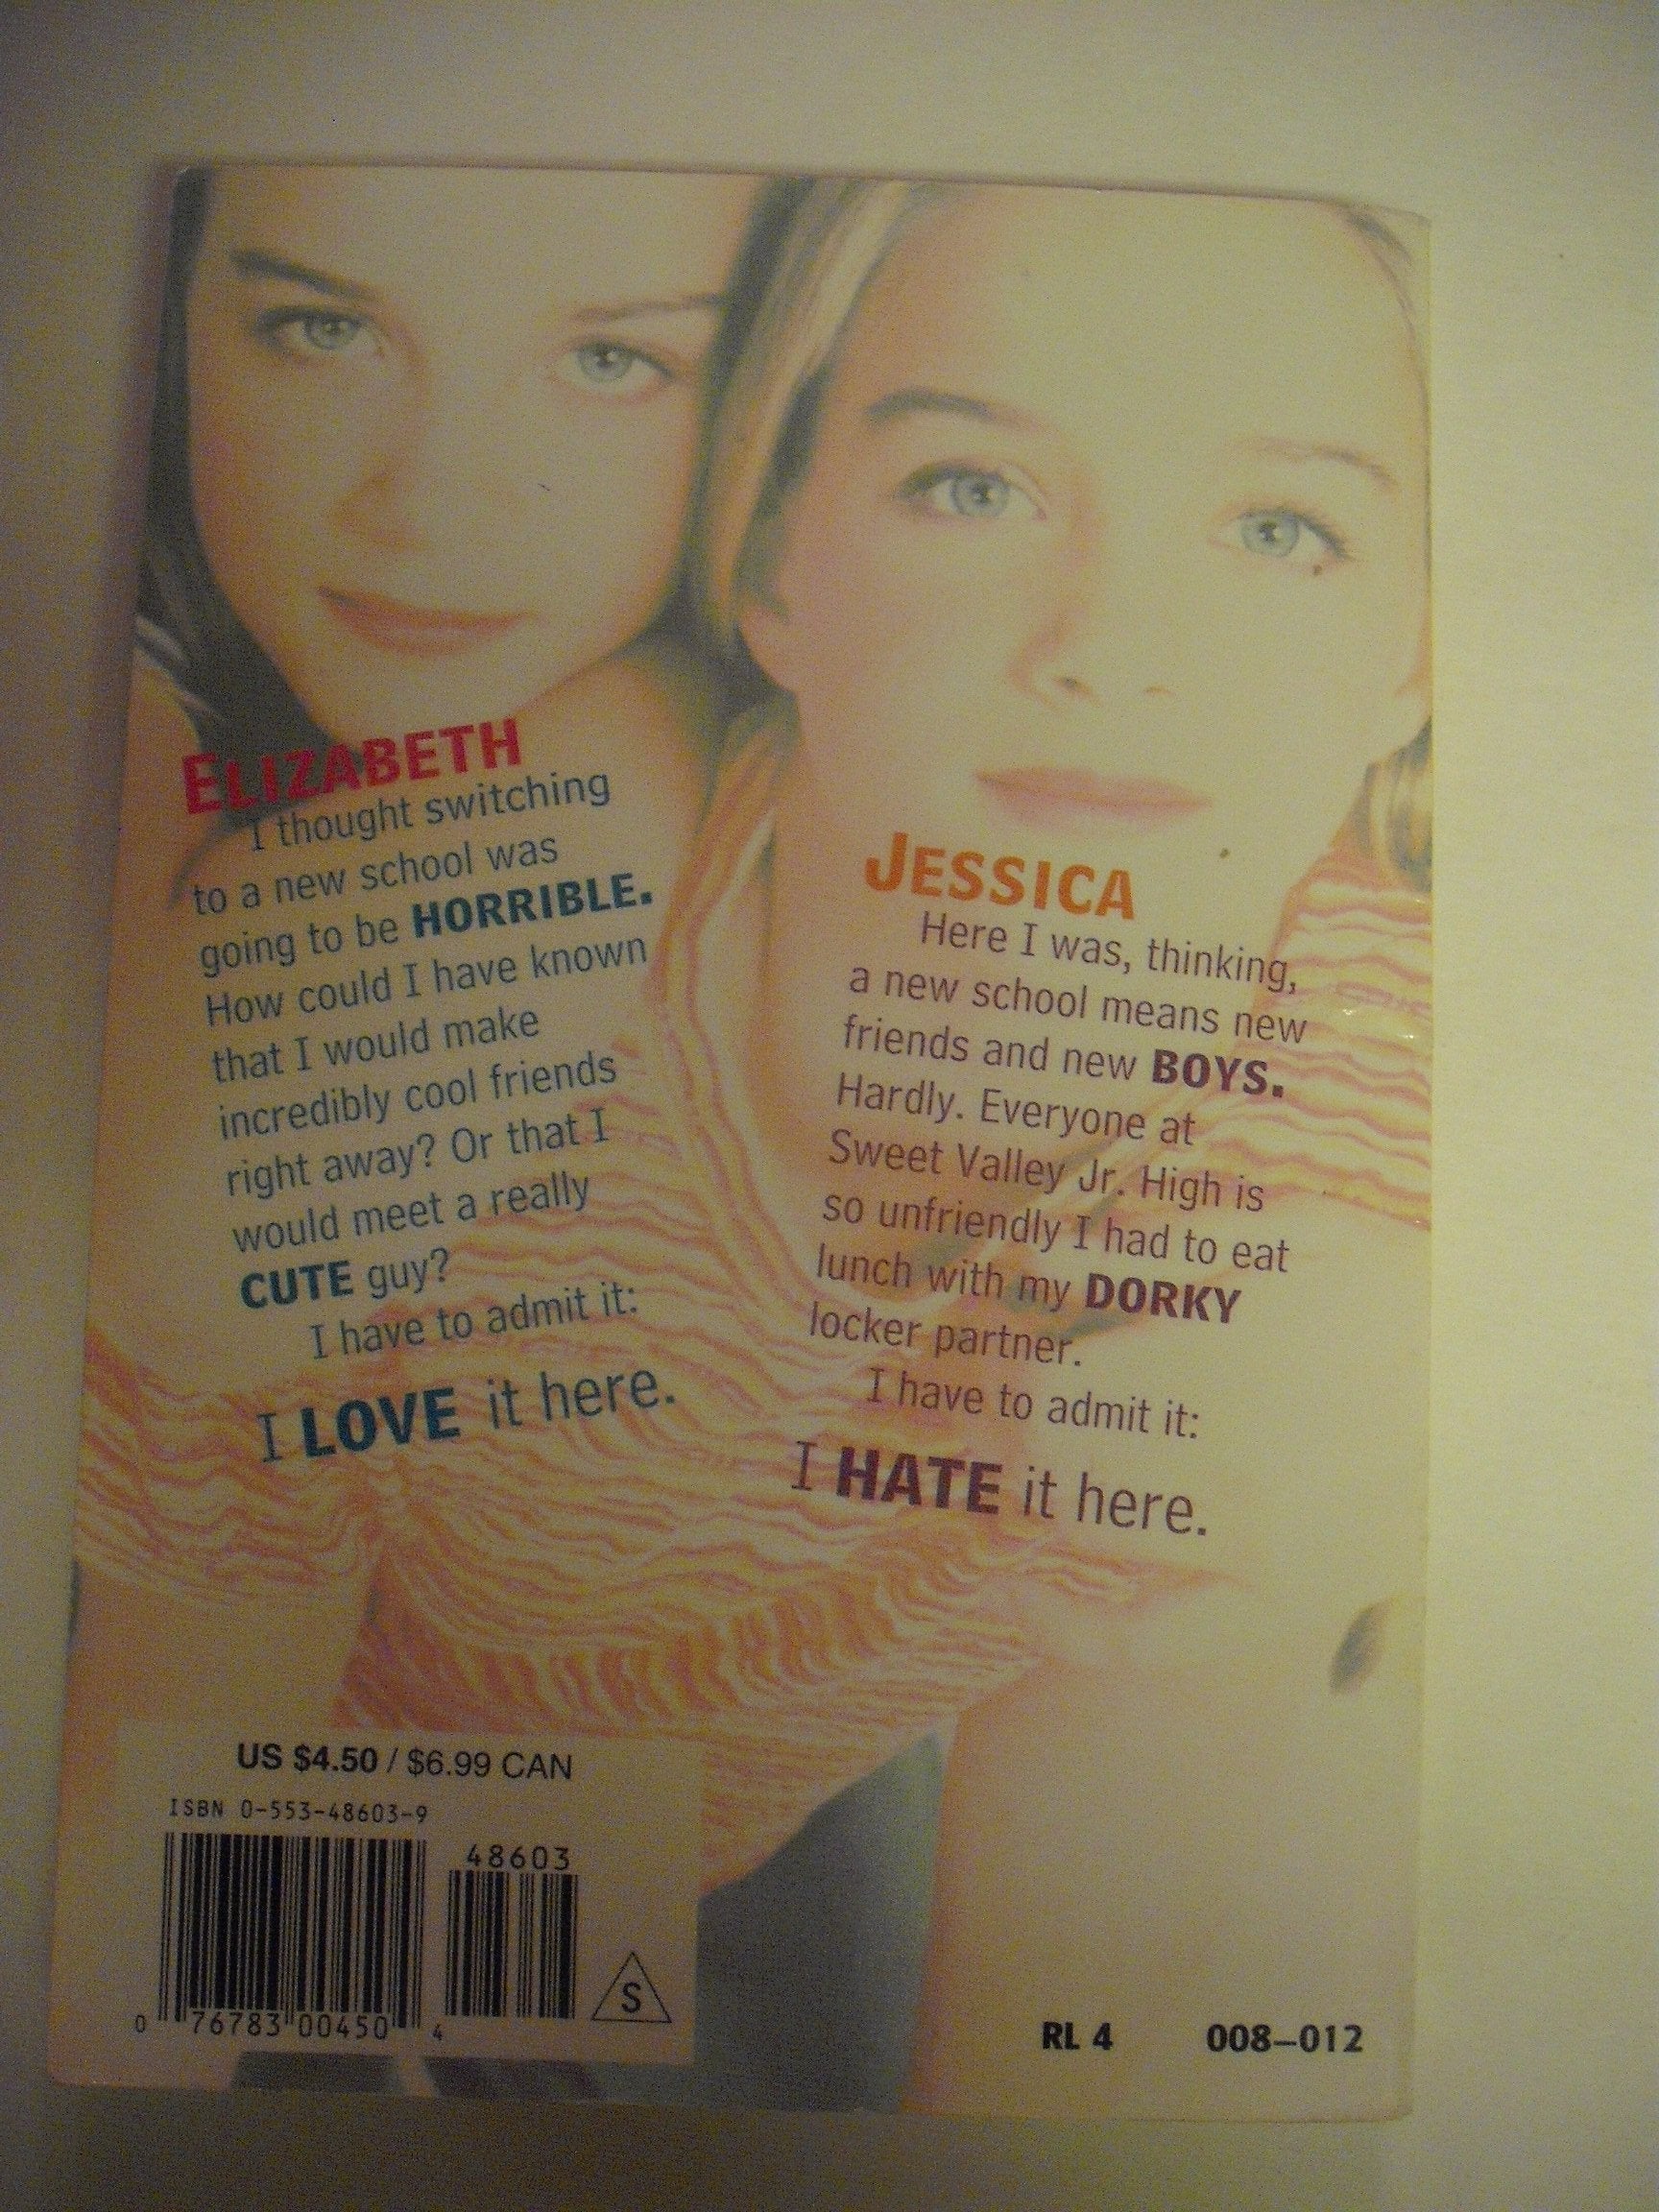 ELIZABETH
I thought switching
to a new school was
going to be HORRIBLE.
How could I have known
that I would make
incredibly cool friends
right away? Or that I
would meet a really
CUTE guy?
I have to admit it:
I LOVE it here.
JESSICA
Here I was, thinking,
a new school means new
friends and new BOYS.
Hardly. Everyone at
Sweet Valley Jr. High is
so unfriendly I had to eat
lunch with my DORKY
locker partner.
I have to admit it:
I HATE it here.
US $4.50 / $6.99 CAN
ISBN 0-553-48603-9
48603
0 76783 00450 4
S
RL 4 008–012